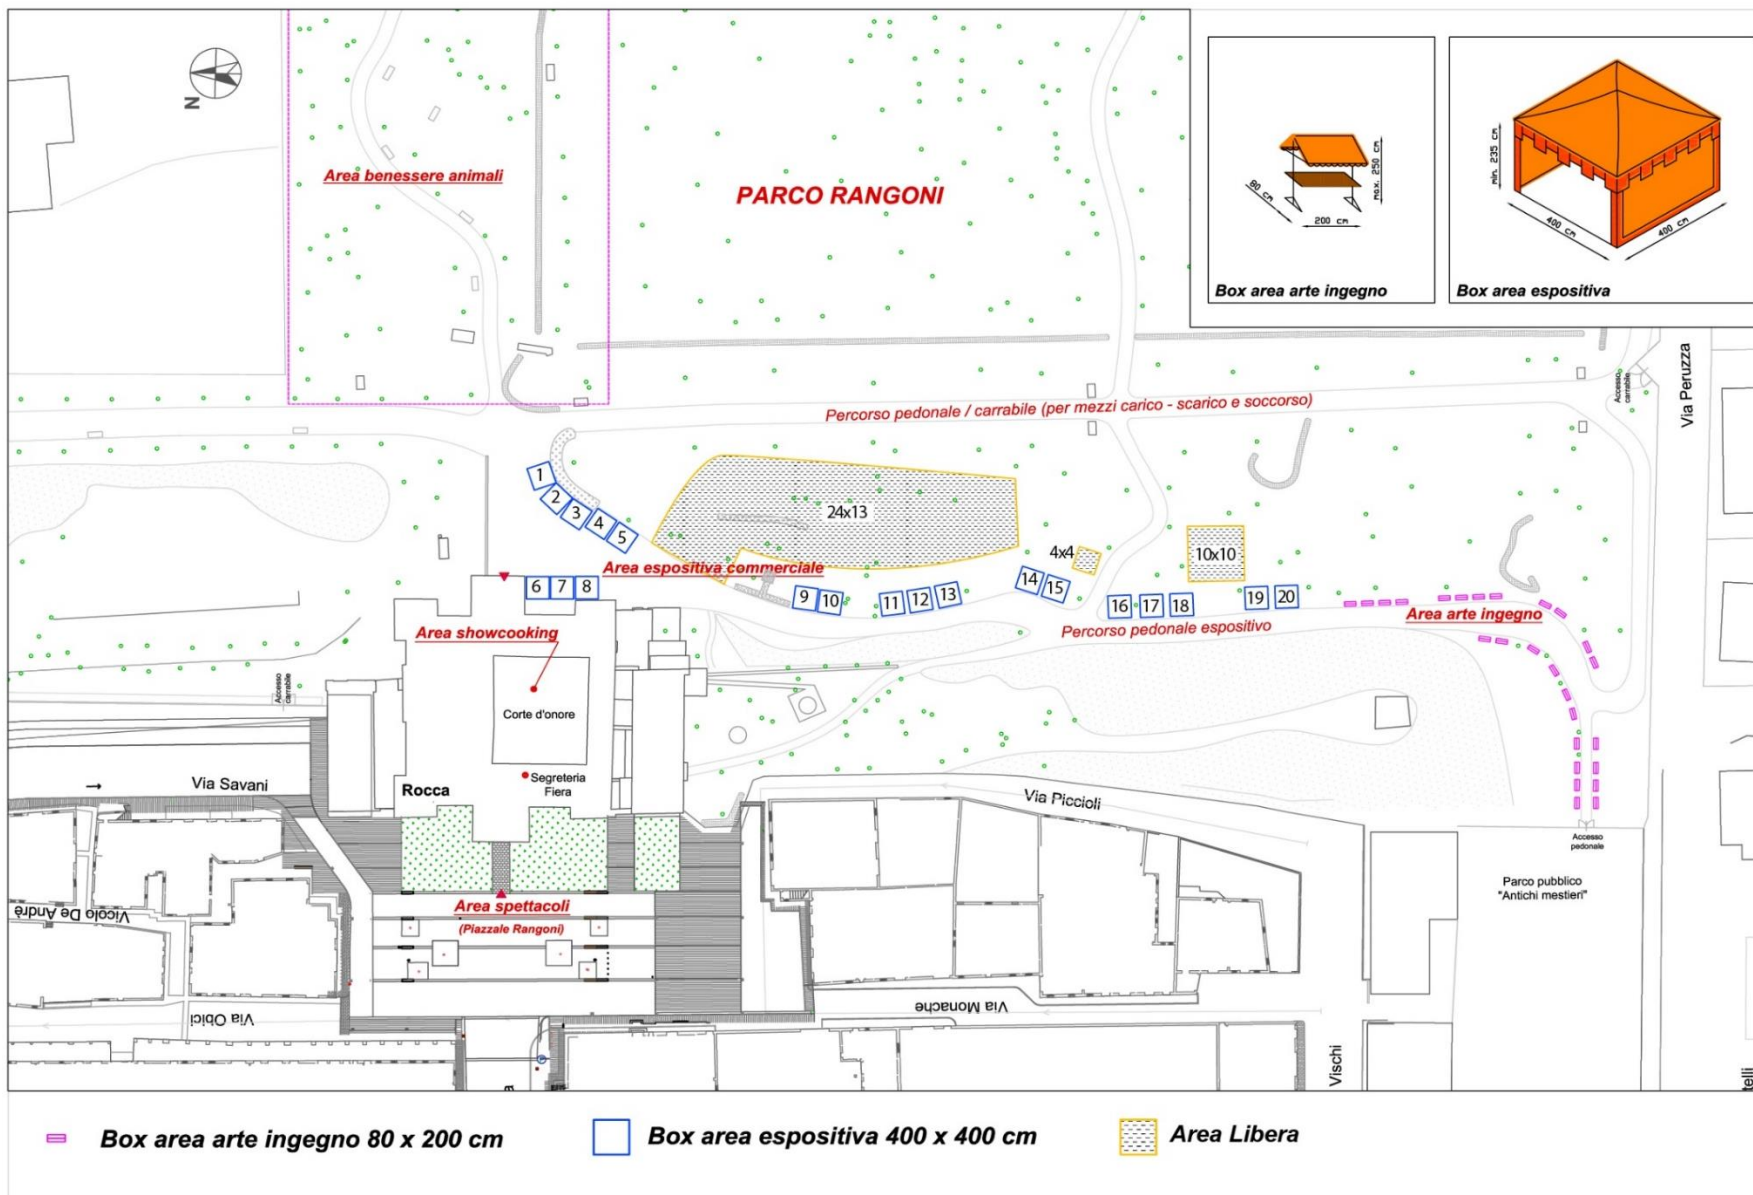 N
Area benessere animali
PARCO RANGONI
80 cm
200 cm
max. 250 cm
Box area arte ingegno
min. 235 cm
400 cm
400 cm
Box area espositiva
Via Peruzza
Accesso
carrabile
Percorso pedonale / carrabile (per mezzi carico - scarico e soccorso)
1
2
3
4
5
24x13
4x4
10x10
Area espositiva commerciale
6
7
8
9
10
11
12
13
14
15
16
17
18
19
20
Percorso pedonale espositivo
Area arte ingegno
Area showcooking
Accesso
carrabile
Corte d'onore
Segreteria
Fiera
Rocca
Via Savani
Via Piccioli
Accesso
pedonale
Parco pubblico
"Antichi mestieri"
Vicolo De Andrè
Area spettacoli
(Piazzale Rangoni)
Via Obici
Via Monache
Vischi
telli
Box area arte ingegno 80 x 200 cm
Box area espositiva 400 x 400 cm
Area Libera